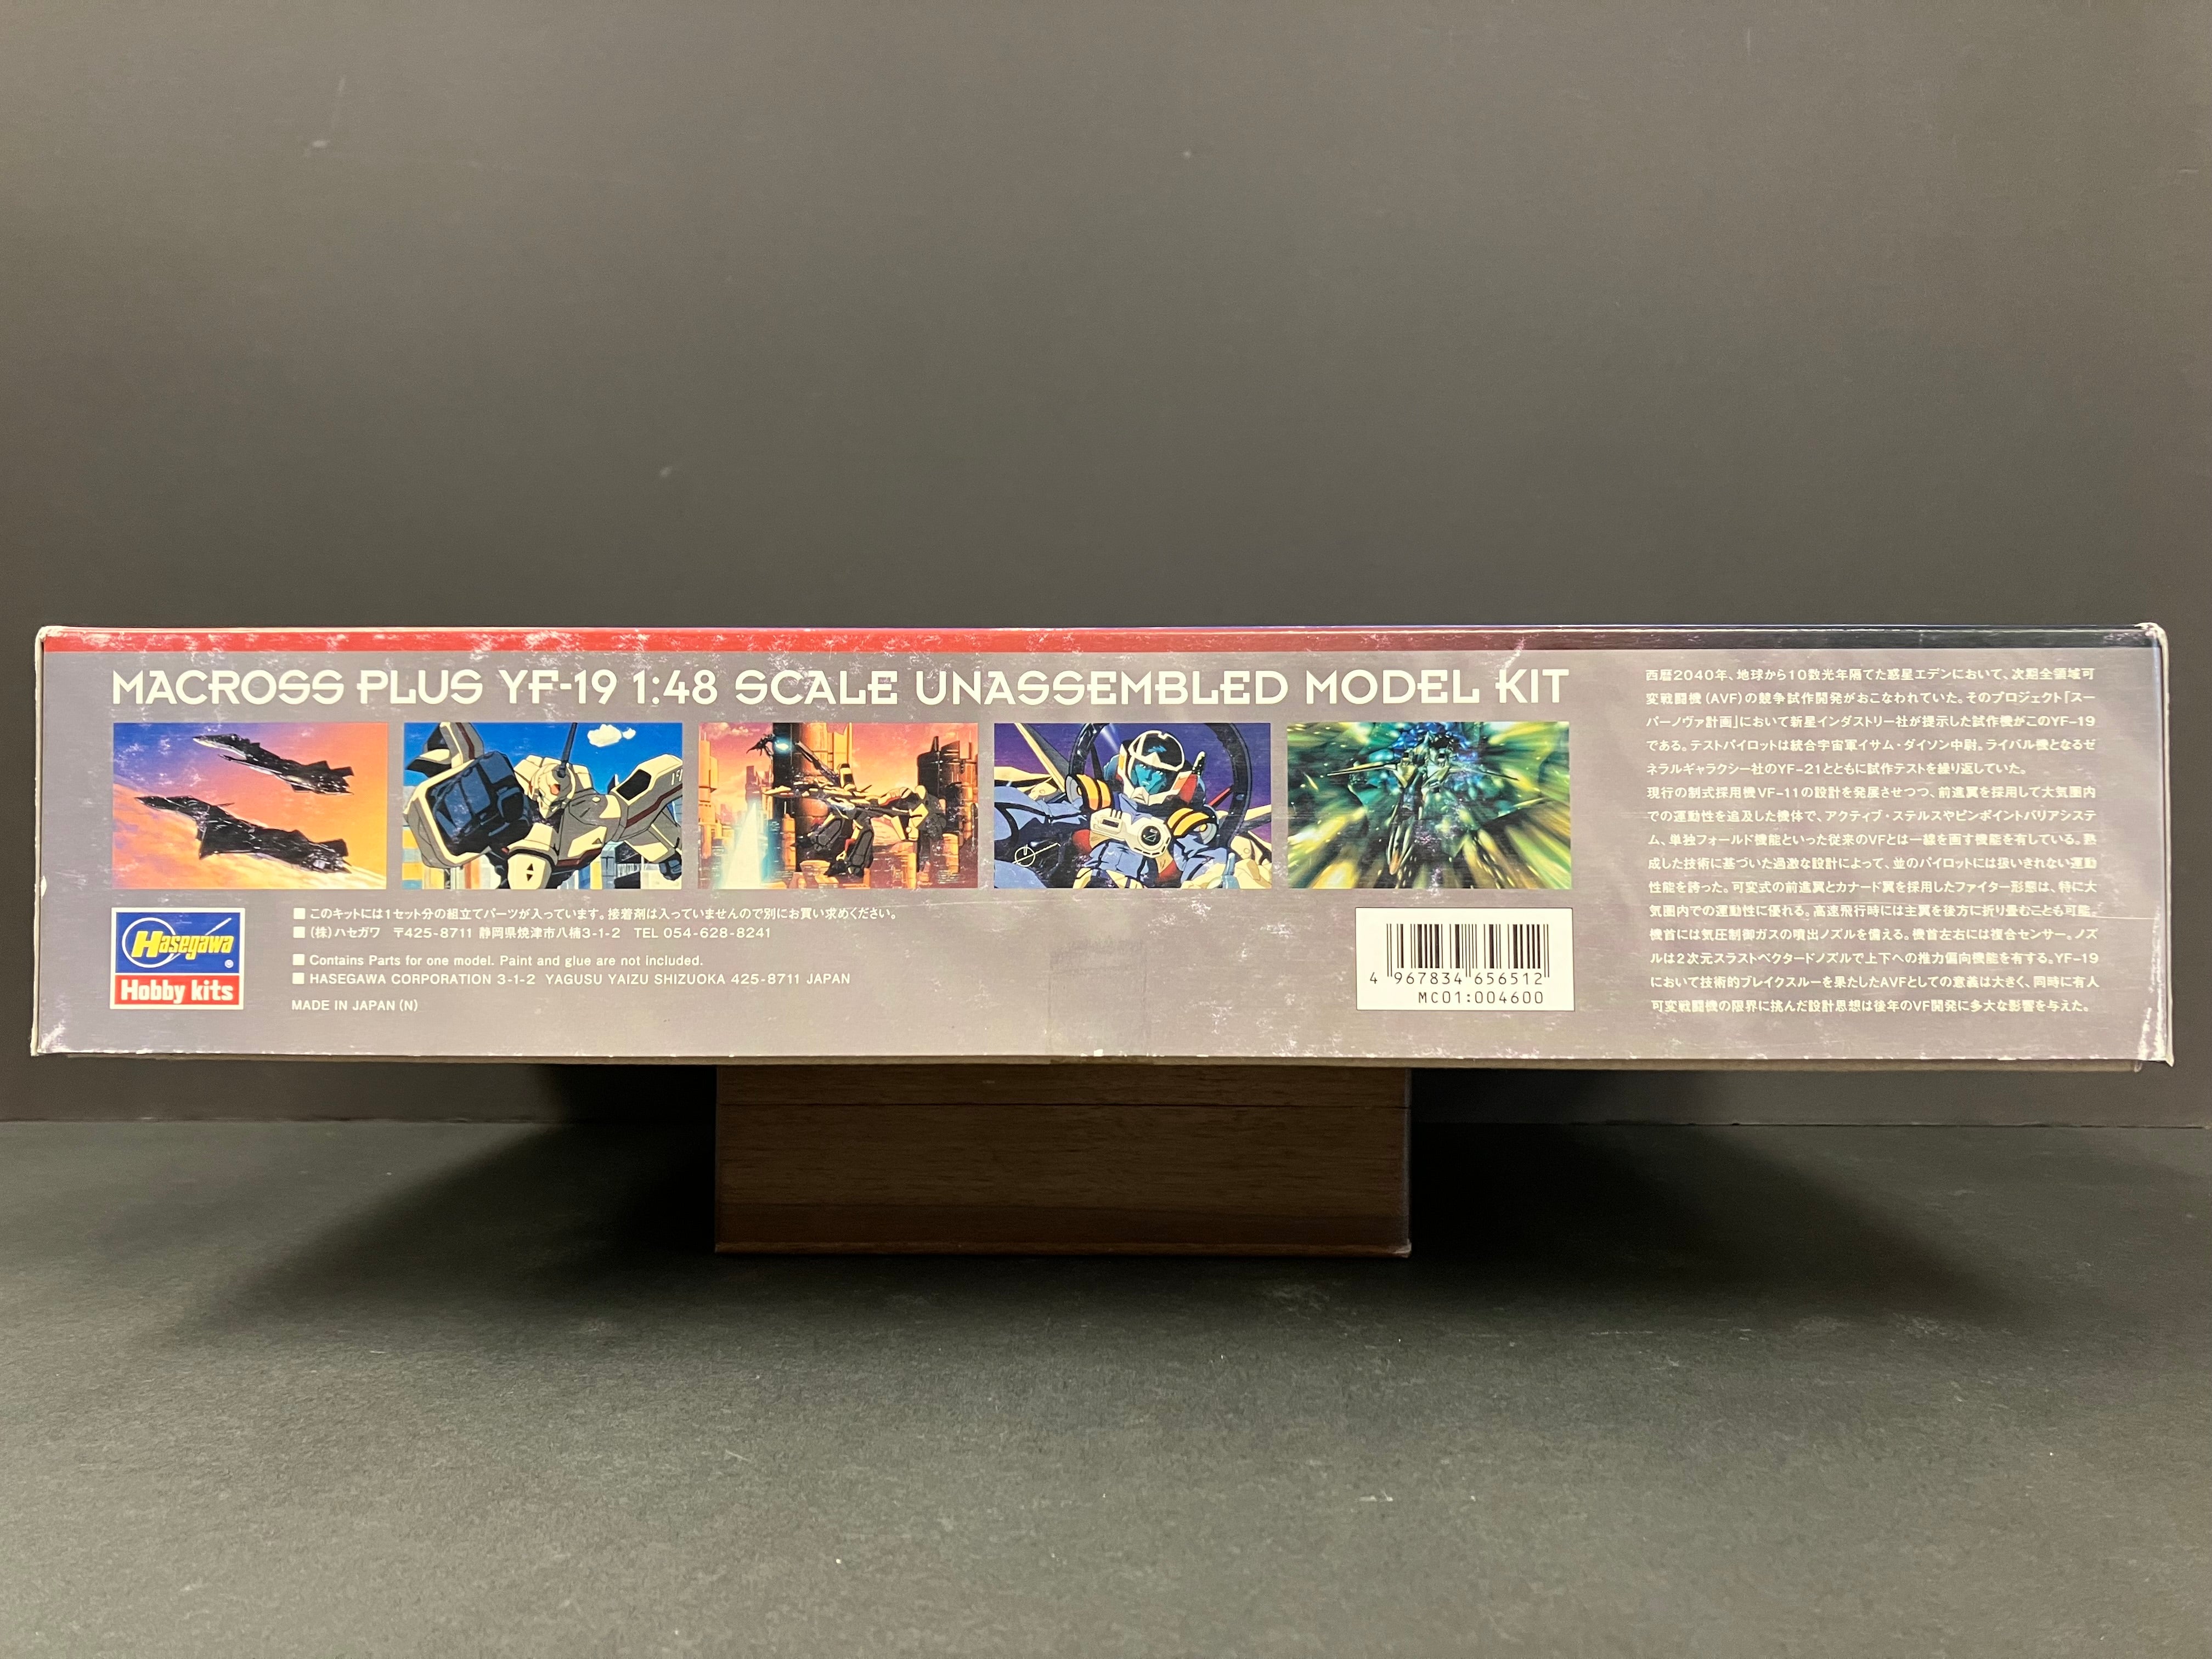 MACROSS PLUS YF-19 1:48 SCALE UNASSEMBLED MODEL KIT
Hasegawa
Hobby kits
■ このキットには1セット分の組立てパーツが入っています。接着剤は入っていませんので別にお買い求めください。
■ (株)ハセガワ 〒425-8711 静岡県焼津市八楠3-1-2 TEL 054-628-8241
■ Contains Parts for one model. Paint and glue are not included.
■ HASEGAWA CORPORATION 3-1-2 YAGUSU YAIZU SHIZUOKA 425-8711 JAPAN
MADE IN JAPAN (N)
4 967834 656512
MC01:004600
西暦2040年、地球から10数光年隔てた惑星エデンにおいて、次期全領域可
変戦闘機(AVF)の競争試作開発がおこなわれていた。そのプロジェクト「スー
パーノヴァ計画」において新星インダストリー社が提示した試作機がこのYF-19
である。テストパイロットは統合宇宙軍イサム・ダイソン中尉。ライバル機となるゼ
ネラルギャラクシー社のYF-21とともに試作テストを繰り返していた。
現行の制式採用機VF-11の設計を発展させつつ、前進翼を採用して大気圏内
での運動性を追及した機体で、アクティブ・ステルスやピンポイントバリアシステ
ム、単独フォールド機能といった従来のVFとは一線を画す機能を有している。熟
成した技術に基づいた過激な設計によって、並のパイロットには扱いきれない運動
性能を誇った。可変式の前進翼とカナード翼を採用したファイター形態は、特に大
気圏内での運動性に優れる。高速飛行時には主翼を後方に折り畳むことも可能。
機首には気圧制御ガスの噴出ノズルを備える。機首左右には複合センサー。ノズ
ルは2次元スラストベクタードノズルで上下への推力偏向機能を有する。YF-19
において技術的ブレイクスルーを果たしたAVFとしての意義は大きく、同時に有人
可変戦闘機の限界に挑んだ設計思想は後年のVF開発に多大な影響を与えた。